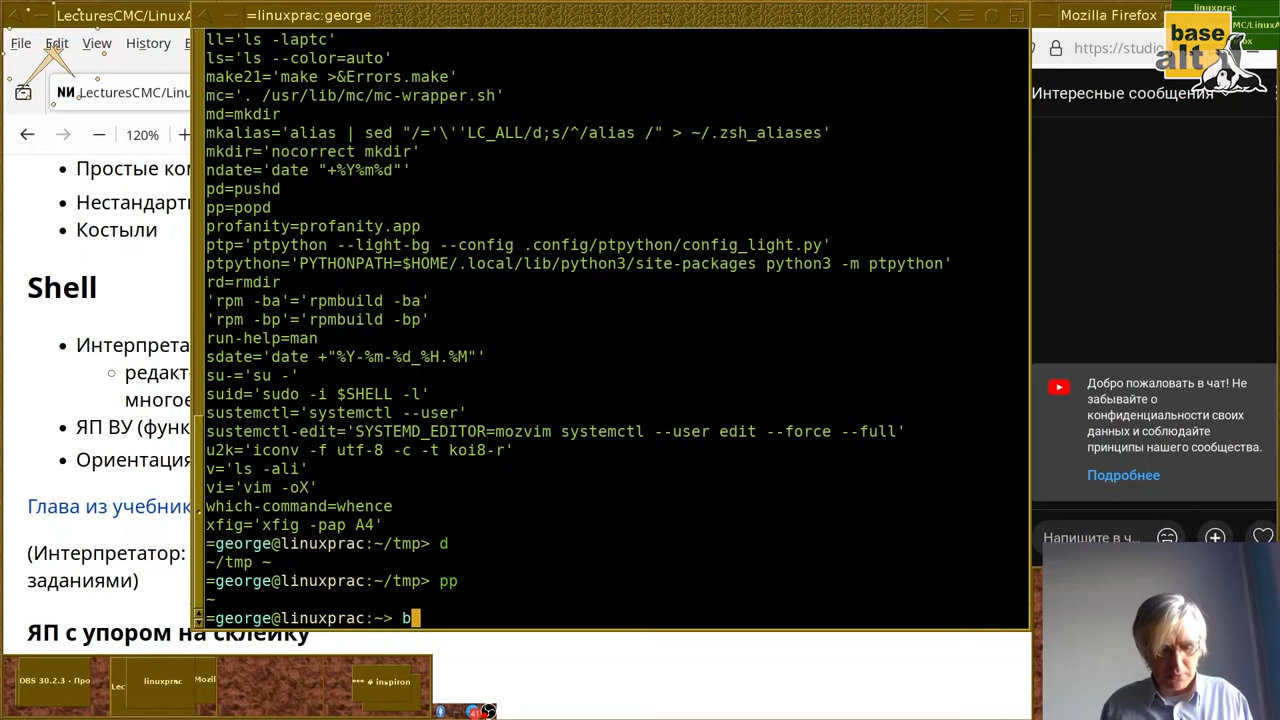 LecturesCMC/LinuxA
=linuxprac:george
Mozilla Firefox
linuxprac
LecturesCMC/LinuxA
File Edit View History
LecturesCMC/Linu
120%
https://studio.
base
alt
Интересные сообщения
Простые ко
Нестандарт
Костыли
Shell
Интерпрета
редакт
многое
ЯП ВУ (функ
Ориентация
Глава из учебник
(Интерпретатор:
заданиями)
ЯП с упором на склейку
ll='ls -laptc'
ls='ls --color=auto'
make21='make >&Errors.make'
mc='. /usr/lib/mc/mc-wrapper.sh'
md=mkdir
mkalias='alias | sed "/='\''LC_ALL/d;s/^/alias /" > ~/.zsh_aliases'
mkdir='nocorrect mkdir'
ndate='date "+%Y%m%d"'
pd=pushd
pp=popd
profanity=profanity.app
ptp='ptpython --light-bg --config .config/ptpython/config_light.py'
ptpython='PYTHONPATH=$HOME/.local/lib/python3/site-packages python3 -m ptpython'
rd=rmdir
'rpm -ba'='rpmbuild -ba'
'rpm -bp'='rpmbuild -bp'
run-help=man
sdate='date +"%Y-%m-%d_%H.%M"'
su-='su -'
suid='sudo -i $SHELL -l'
sustemctl='systemctl --user'
sustemctl-edit='SYSTEMD_EDITOR=mozvim systemctl --user edit --force --full'
u2k='iconv -f utf-8 -c -t koi8-r'
v='ls -ali'
vi='vim -oX'
which-command=whence
xfig='xfig -pap A4'
=george@linuxprac:~/tmp> d
~/tmp ~
=george@linuxprac:~/tmp> pp
~
=george@linuxprac:~> b
Добро пожаловать в чат! Не
забывайте о
конфиденциальности своих
данных и соблюдайте
принципы нашего сообщества.
Подробнее
Напишите в ч...
OBS 30.2.3 - Про
Lec
linuxprac
Mozil
*** # inspiron